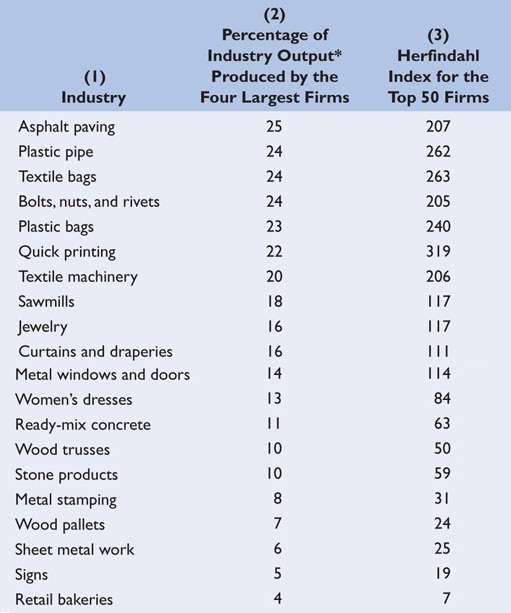 (1)
Industry
(2)
Percentage of
Industry Output*
Produced by the
Four Largest Firms
(3)
Herfindahl
Index for the
Top 50 Firms
Asphalt paving 25 207
Plastic pipe 24 262
Textile bags 24 263
Bolts, nuts, and rivets 24 205
Plastic bags 23 240
Quick printing 22 319
Textile machinery 20 206
Sawmills 18 117
Jewelry 16 117
Curtains and draperies 16 111
Metal windows and doors 14 114
Women's dresses 13 84
Ready-mix concrete 11 63
Wood trusses 10 50
Stone products 10 59
Metal stamping 8 31
Wood pallets 7 24
Sheet metal work 6 25
Signs 5 19
Retail bakeries 4 7